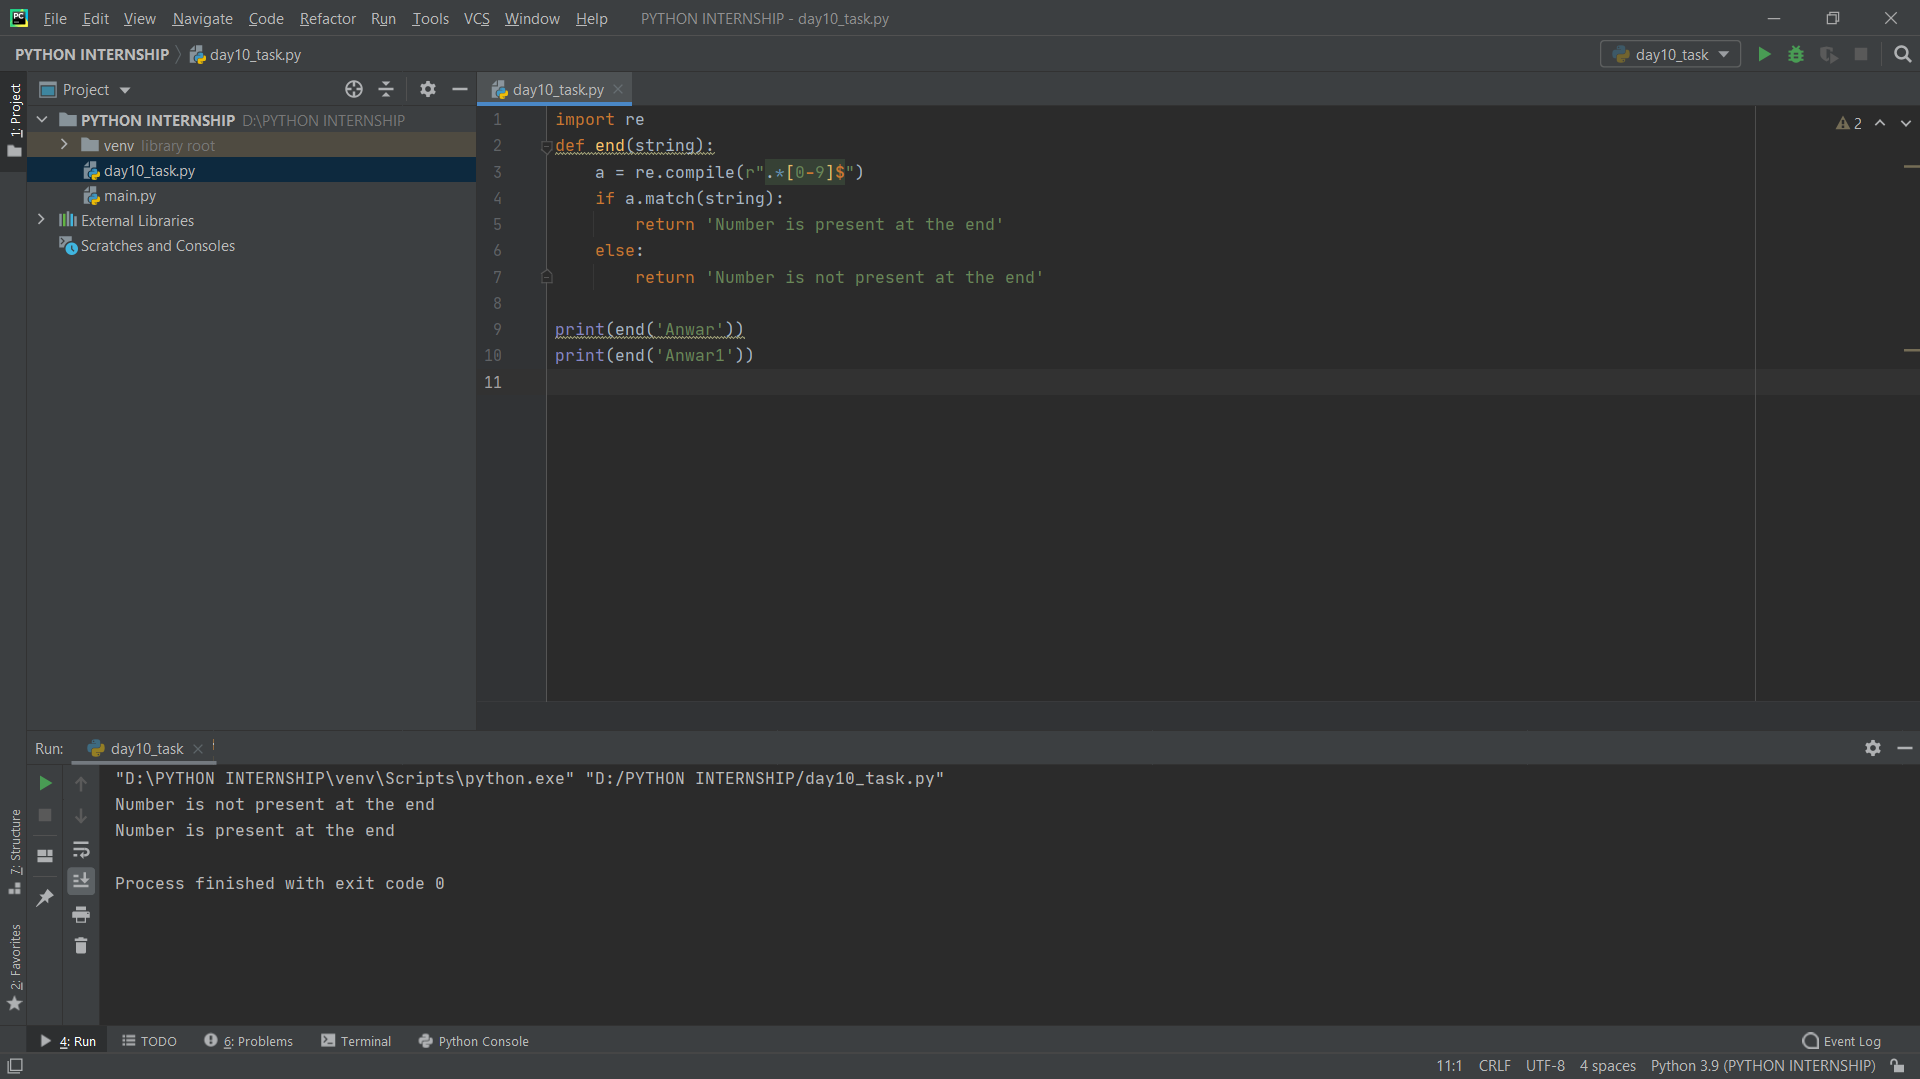 File Edit View Navigate Code Refactor Run Tools VCS Window Help PYTHON INTERNSHIP - day10_task.py
PYTHON INTERNSHIP day10_task.py day10_task
1: Project
Project
day10_task.py
PYTHON INTERNSHIP D:\PYTHON INTERNSHIP
venv library root
day10_task.py
main.py
External Libraries
Scratches and Consoles
2
1 import re
2 def end(string):
3 a = re.compile(r".*[0-9]$")
4 if a.match(string):
5 return 'Number is present at the end'
6 else:
7 return 'Number is not present at the end'
8
9 print(end('Anwar'))
10 print(end('Anwar1'))
11
Run: day10_task
"D:\PYTHON INTERNSHIP\venv\Scripts\python.exe" "D:/PYTHON INTERNSHIP/day10_task.py"
Number is not present at the end
Number is present at the end
Process finished with exit code 0
7: Structure
2: Favorites
4: Run TODO 6: Problems Terminal Python Console Event Log
11:1 CRLF UTF-8 4 spaces Python 3.9 (PYTHON INTERNSHIP)